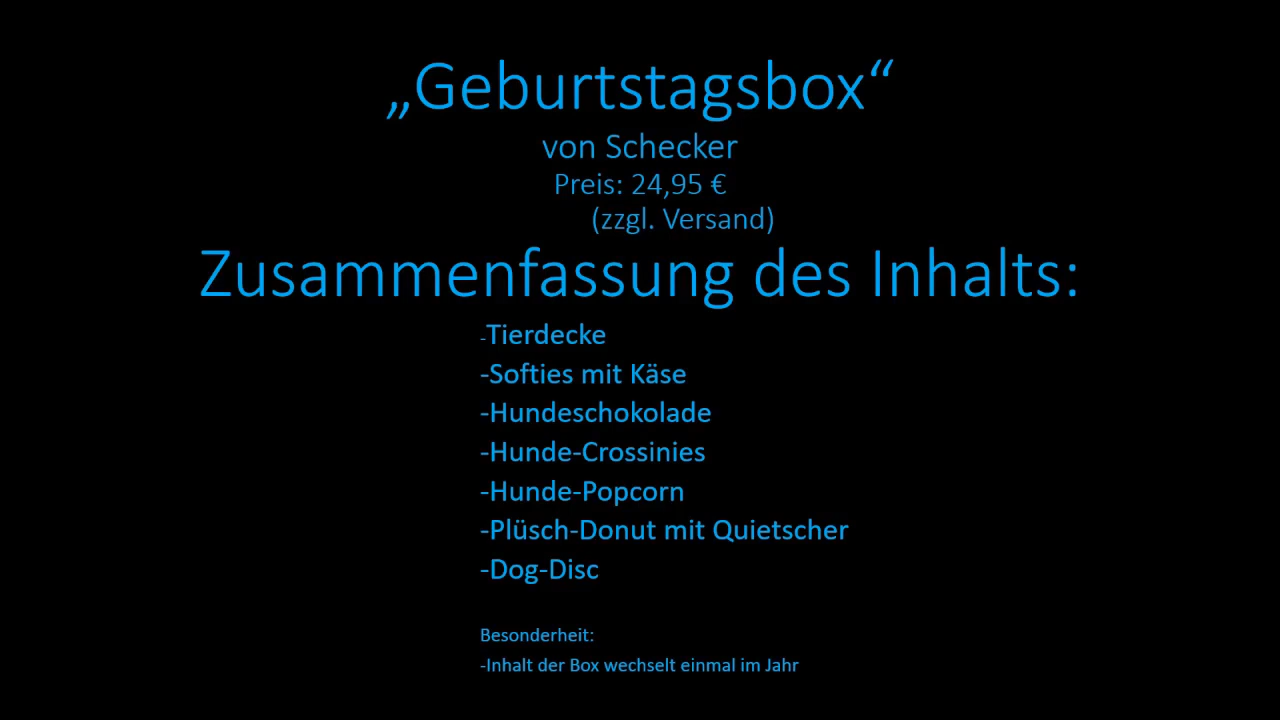 „Geburtstagsbox“
von Schecker
Preis: 24,95 €
(zzgl. Versand)
Zusammenfassung des Inhalts:
-Tierdecke
-Softies mit Käse
-Hundeschokolade
-Hunde-Crossinies
-Hunde-Popcorn
-Plüsch-Donut mit Quietscher
-Dog-Disc
Besonderheit:
-Inhalt der Box wechselt einmal im Jahr